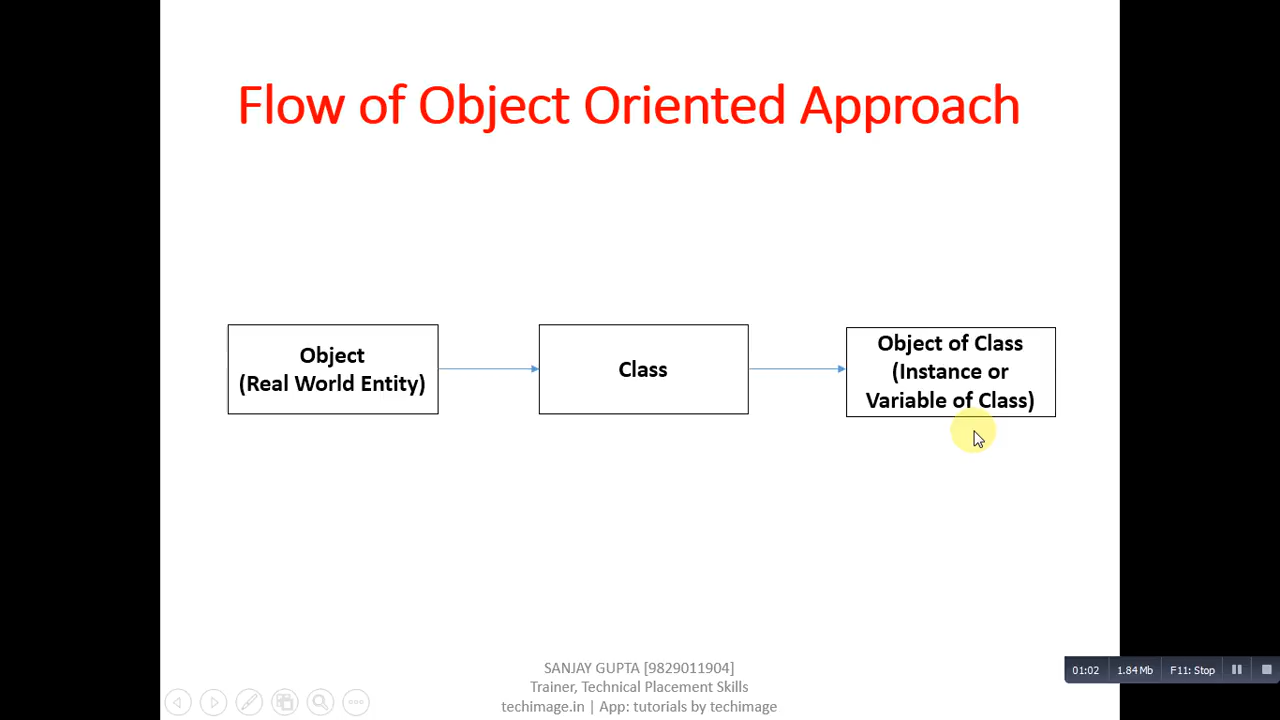 Flow of Object Oriented Approach
Object
(Real World Entity)
Class
Object of Class
(Instance or
Variable of Class)
SANJAY GUPTA [9829011904]
Trainer, Technical Placement Skills
techimage.in | App: tutorials by techimage
01:02
1.84 Mb
F11: Stop